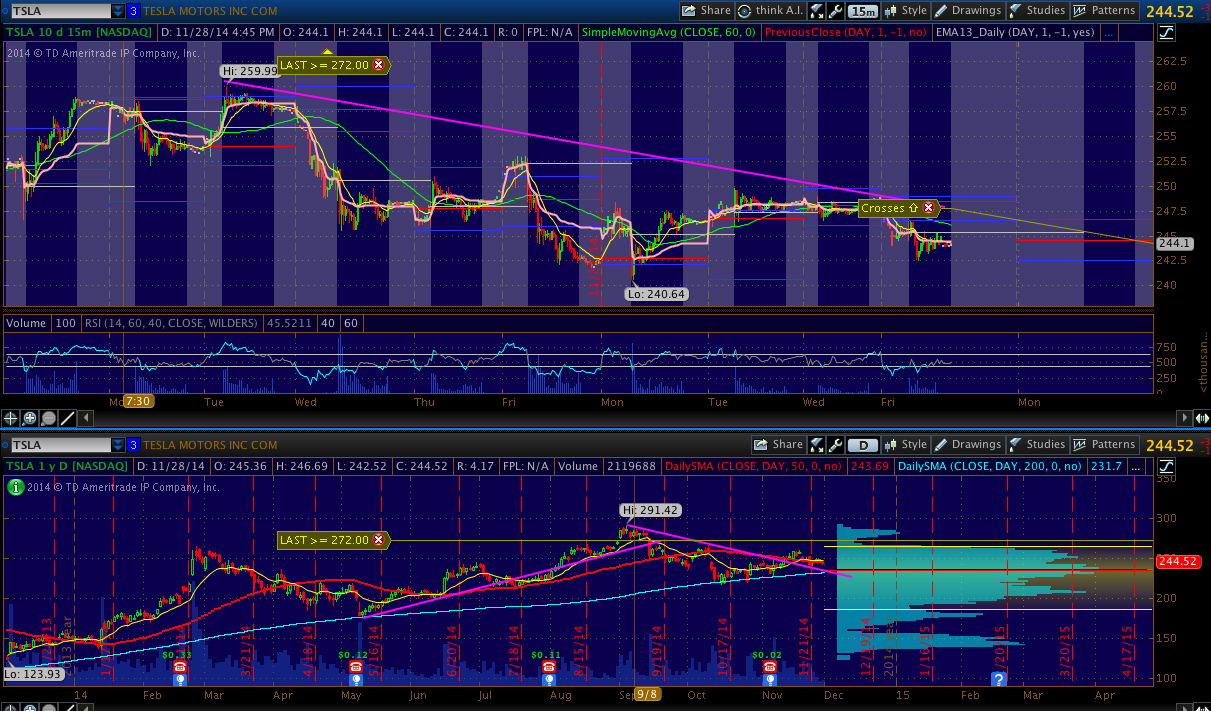 TSLA 3 TSLA MOTORS INC COM Share think A.I. 15m Style Drawings Studies Patterns 244.52
TSLA 10 d 15m [NASDAQ] D: 11/28/14 4:45 PM O: 244.1 H: 244.1 L: 244.1 C: 244.1 R: 0 FPL: N/A SimpleMovingAvg (CLOSE, 60, 0) PreviousClose (DAY, 1, -1, no) EMA13_Daily (DAY, 1, -1, yes) ...
2014 © TD Ameritrade IP Company, Inc.
LAST >= 272.00
Hi: 259.99
262.5
260
257.5
255
252.5
250
247.5
Crosses
245
244.1
242.5
240
Lo: 240.64
Volume 100 RSI (14, 60, 40, CLOSE, WILDERS) 45.5211 40 60
750
500
250
<thousan...
7:30 Tue Wed Thu Fri Mon Tue Wed Fri Mon
TSLA 3 TESLA MOTORS INC COM Share D Style Drawings Studies Patterns 244.52
TSLA 1 y D [NASDAQ] D: 11/28/14 O: 245.36 H: 246.69 L: 242.52 C: 244.52 R: 4.17 FPL: N/A Volume 2119688 DailySMA (CLOSE, DAY, 50, 0, no) 243.69 DailySMA (CLOSE, DAY, 200, 0, no) 231.7 ...
2014 © TD Ameritrade IP Company, Inc.
350
Hi: 291.42
300
LAST >= 272.00
244.52
200
150
100
3/21/14
4/18/14
5/16/14
6/20/14
7/18/14
8/15/14
9/19/14
10/17/14
11/21/14
12/19/14
1/16/15
2/20/15
3/20/15
4/17/15
$0.33 $0.12 $0.11 $0.02
Lo: 123.93
14 Feb Mar Apr May Jun Jul Aug 9/8 Oct Nov Dec 15 Feb Mar Apr